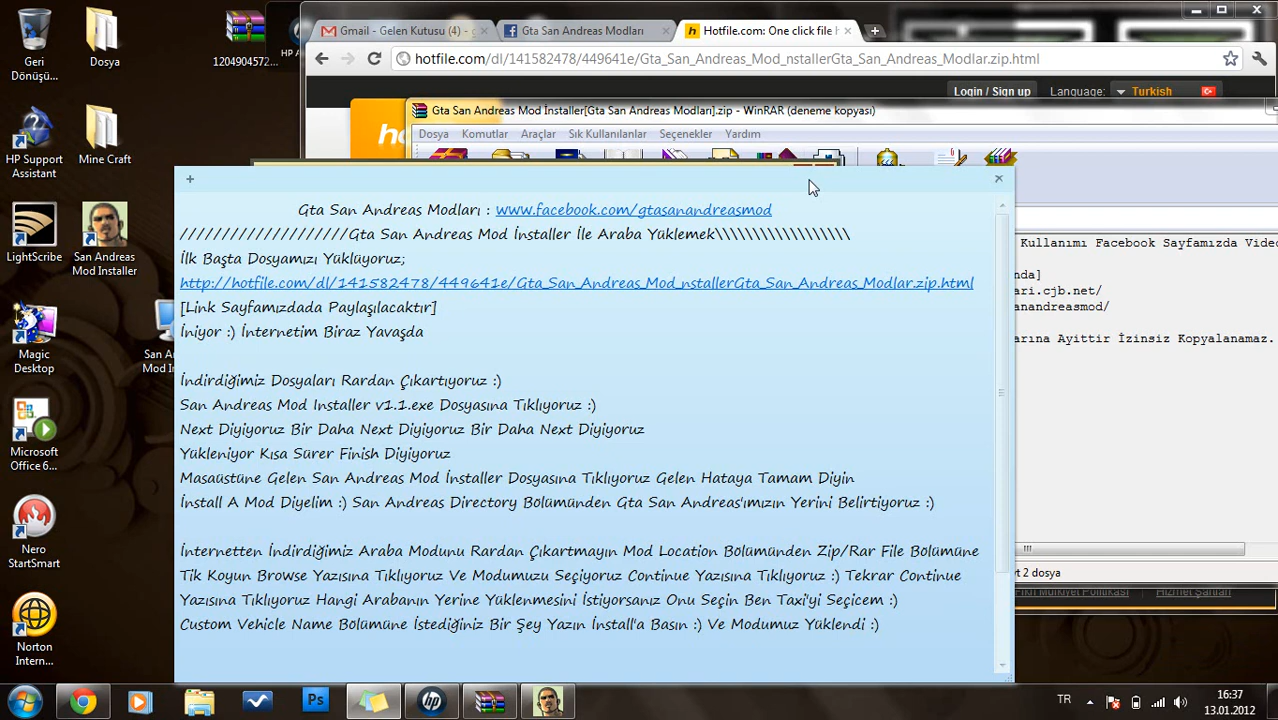 Geri
Dönüşü...
Dosya
1204904572...
HP
HP Support
Assistant
Mine Craft
LightScribe
San Andreas
Mod Installer
Magic
Desktop
San An
Mod In
Microsoft
Office 6...
Nero
StartSmart
Norton
Intern...
Gmail - Gelen Kutusu (4) -
Gta San Andreas Modları
Hotfile.com: One click file h
hotfile.com/dl/141582478/449641e/Gta_San_Andreas_Mod_nstallerGta_San_Andreas_Modlar.zip.html
Login / Sign up
Language:
Turkish
Gta San Andreas Mod İnstaller[Gta San Andreas Modları].zip - WinRAR (deneme kopyası)
Dosya Komutlar Araçlar Sık Kullanılanlar Seçenekler Yardım
Gta San Andreas Modları : www.facebook.com/gtasanandreasmod
////////////////////Gta San Andreas Mod İnstaller İle Araba Yüklemek\\\\\\\\\\\\\\\\\\\
İlk Başta Dosyamızı Yüklüyoruz;
http://hotfile.com/dl/141582478/449641e/Gta_San_Andreas_Mod_nstallerGta_San_Andreas_Modlar.zip.html
[Link Sayfamızdada Paylaşılacaktır]
İniyor :) İnternetim Biraz Yavaşda
İndirdiğimiz Dosyaları Rardan Çıkartıyoruz :)
San Andreas Mod Installer v1.1.exe Dosyasına Tıklıyoruz :)
Next Diyiyoruz Bir Daha Next Diyiyoruz Bir Daha Next Diyiyoruz
Yükleniyor Kısa Sürer Finish Diyiyoruz
Masaüstüne Gelen San Andreas Mod İnstaller Dosyasına Tıklıyoruz Gelen Hataya Tamam Diyin
İnstall A Mod Diyelim :) San Andreas Directory Bölümünden Gta San Andreas'ımızın Yerini Belirtiyoruz :)
İnternetten İndirdiğimiz Araba Modunu Rardan Çıkartmayın Mod Location Bölümünden Zip/Rar File Bölümüne
Tik Koyun Browse Yazısına Tıklıyoruz Ve Modumuzu Seçiyoruz Continue Yazısına Tıklıyoruz :) Tekrar Continue
Yazısına Tıklıyoruz Hangi Arabanın Yerine Yüklenmesini İstiyorsanız Onu Seçin Ben Taxi'yi Seçicem :)
Custom Vehicle Name Bölümüne İstediğiniz Bir Şey Yazın İnstall'a Basın :) Ve Modumuz Yüklendi :)
Kullanımı Facebook Sayfamızda Video
nda]
ari.cjb.net/
anandreasmod/
arına Ayittir İzinsiz Kopyalanamaz.
t 2 dosya
Fikri Mülkiyet Politikası
Hizmet Şartları
TR
16:37
13.01.2012